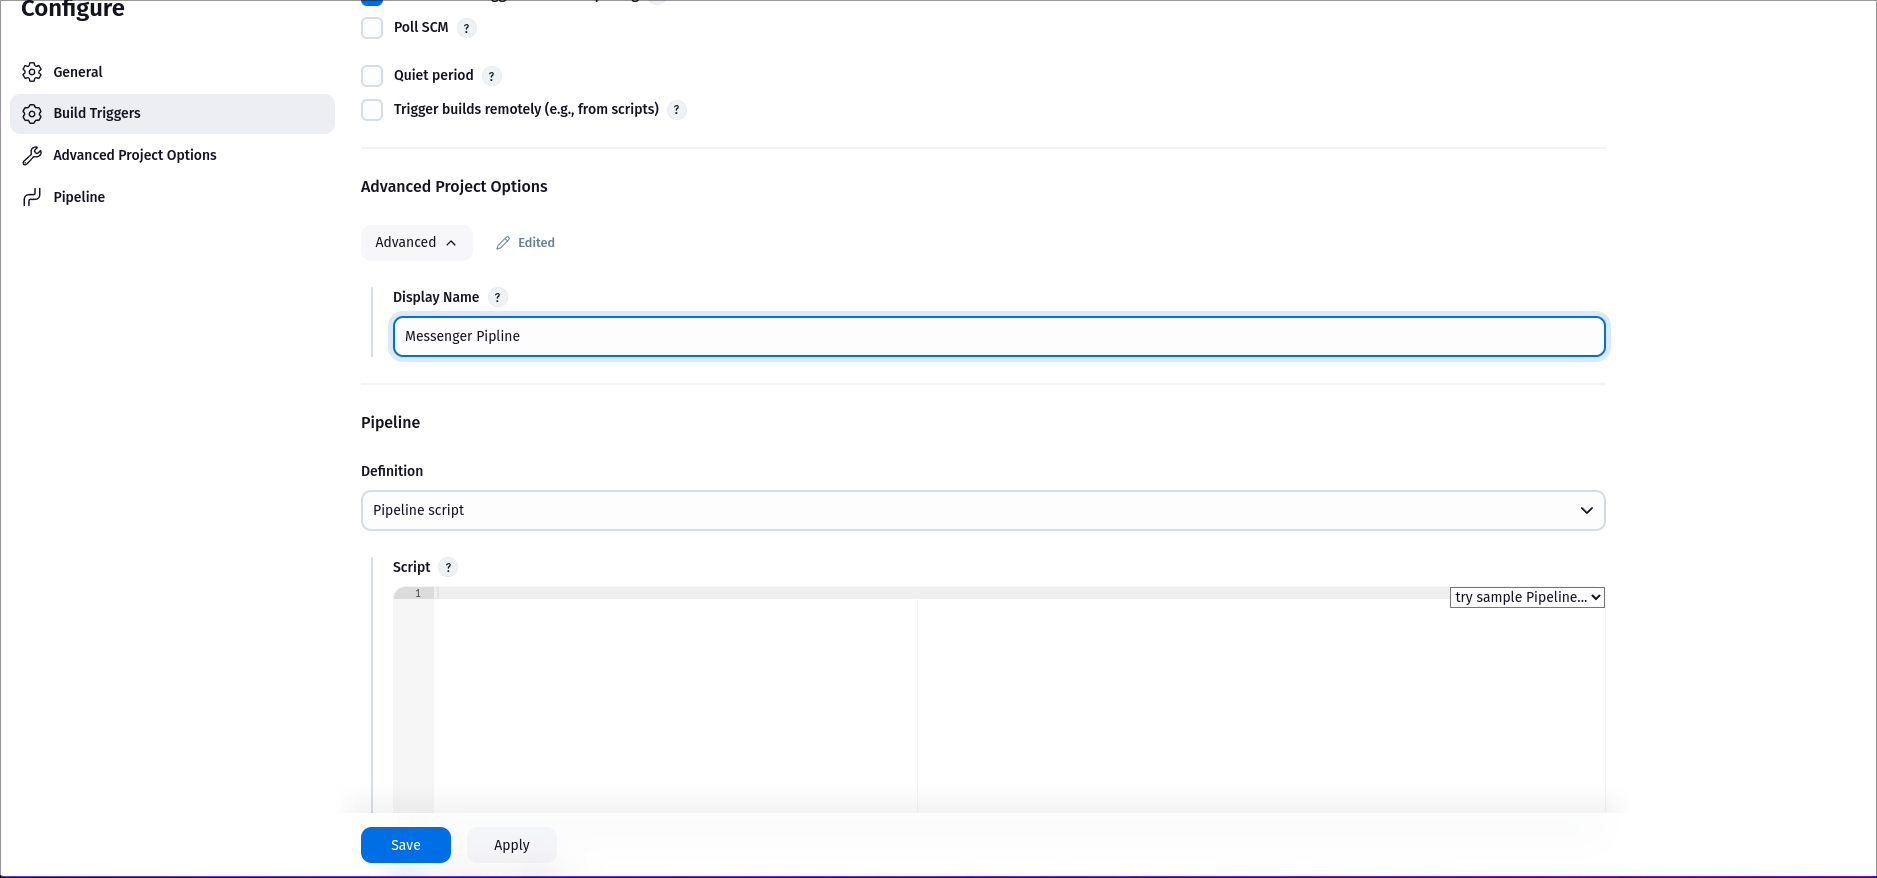 Configure
General
Build Triggers
Advanced Project Options
Pipeline
Poll SCM ?
Quiet period ?
Trigger builds remotely (e.g., from scripts) ?
Advanced Project Options
Advanced
Edited
Display Name ?
Messenger Pipline
Pipeline
Definition
Pipeline script
Script ?
1
try sample Pipeline...
Save
Apply